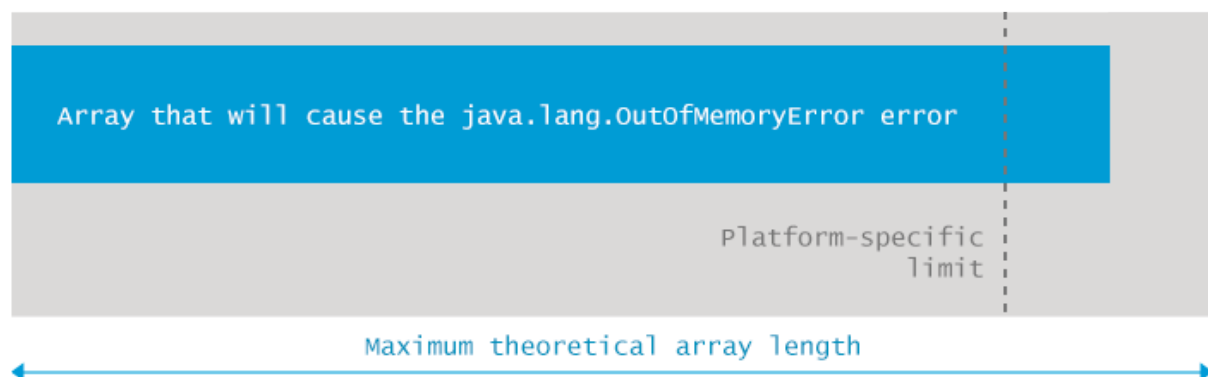 Array that will cause the java.lang.OutOfMemoryError error
Platform-specific
limit
Maximum theoretical array length